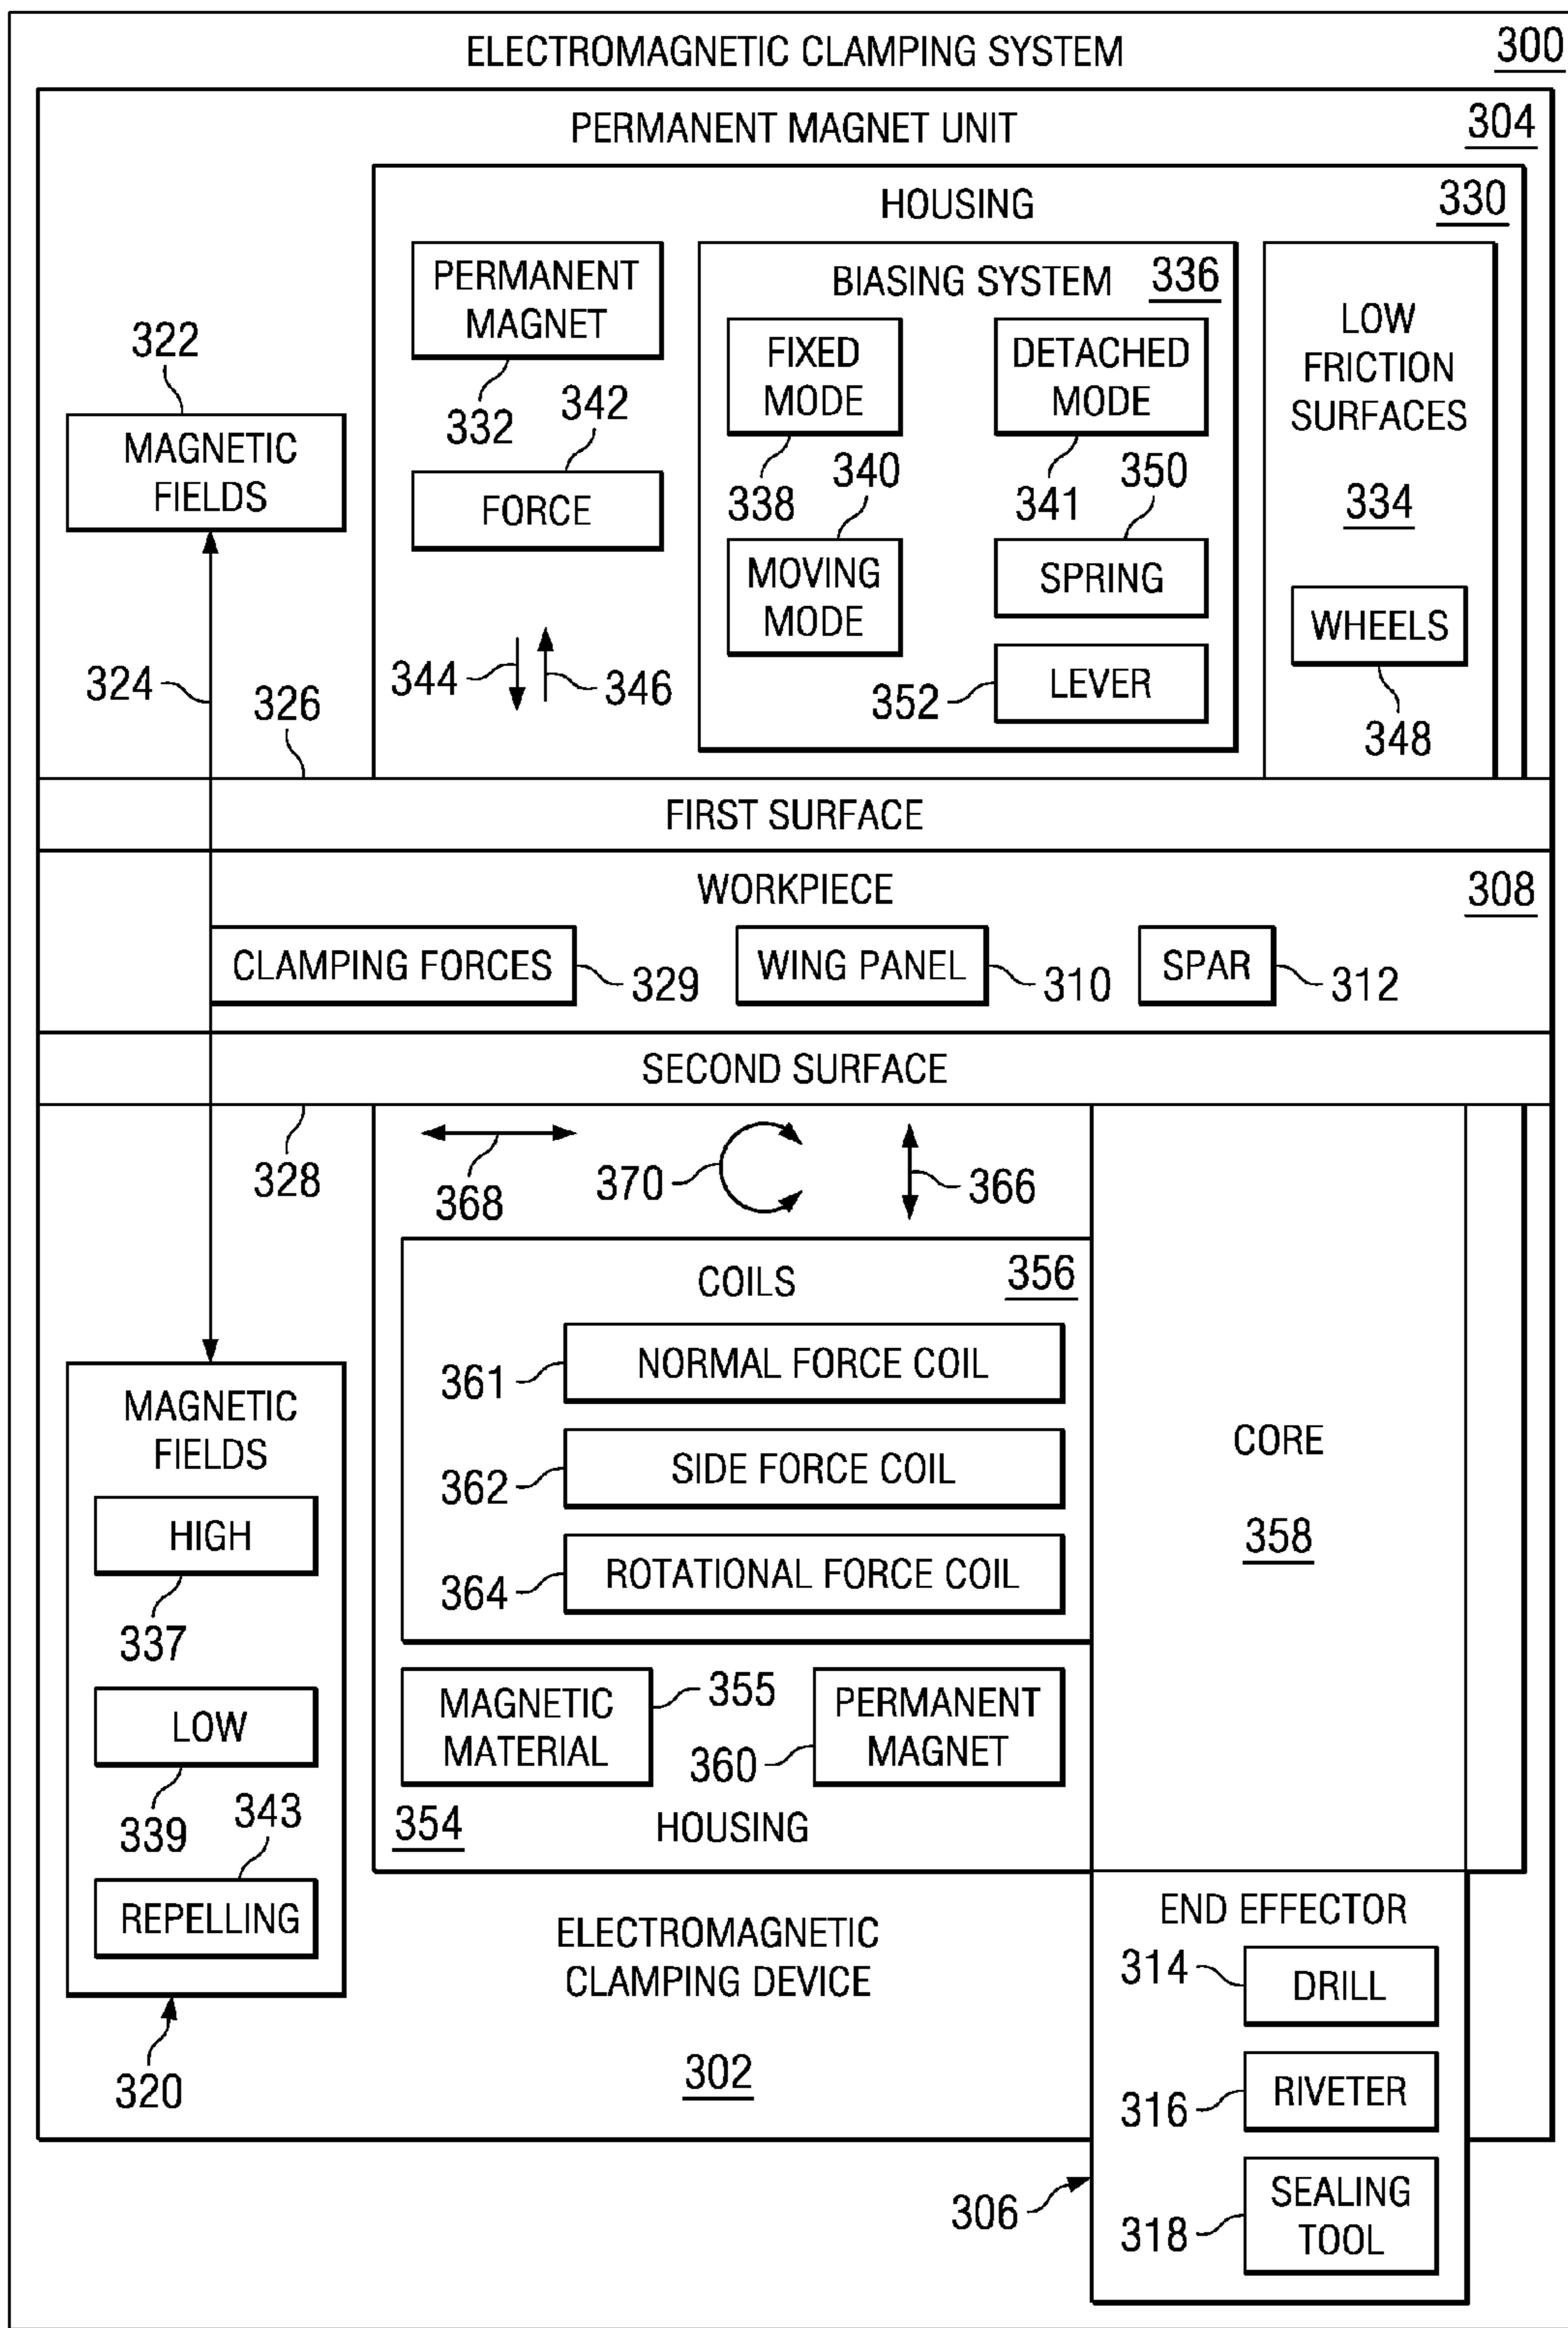 ELECTROMAGNETIC CLAMPING SYSTEM 300
PERMANENT MAGNET UNIT 304
HOUSING 330
PERMANENT
MAGNET
332
342
FORCE
344
346
BIASING SYSTEM 336
FIXED
MODE
338
340
MOVING
MODE
DETACHED
MODE
341
350
SPRING
352
LEVER
LOW
FRICTION
SURFACES
334
WHEELS
348
322
MAGNETIC
FIELDS
324
326
FIRST SURFACE
WORKPIECE 308
CLAMPING FORCES 329
WING PANEL 310
SPAR 312
SECOND SURFACE
328
368
370
366
COILS 356
361 NORMAL FORCE COIL
362 SIDE FORCE COIL
364 ROTATIONAL FORCE COIL
CORE
358
MAGNETIC
FIELDS
HIGH
337
LOW
339
343
REPELLING
320
MAGNETIC
MATERIAL
355
360
PERMANENT
MAGNET
354 HOUSING
ELECTROMAGNETIC
CLAMPING DEVICE
302
END EFFECTOR
314 DRILL
316 RIVETER
318
SEALING
TOOL
306